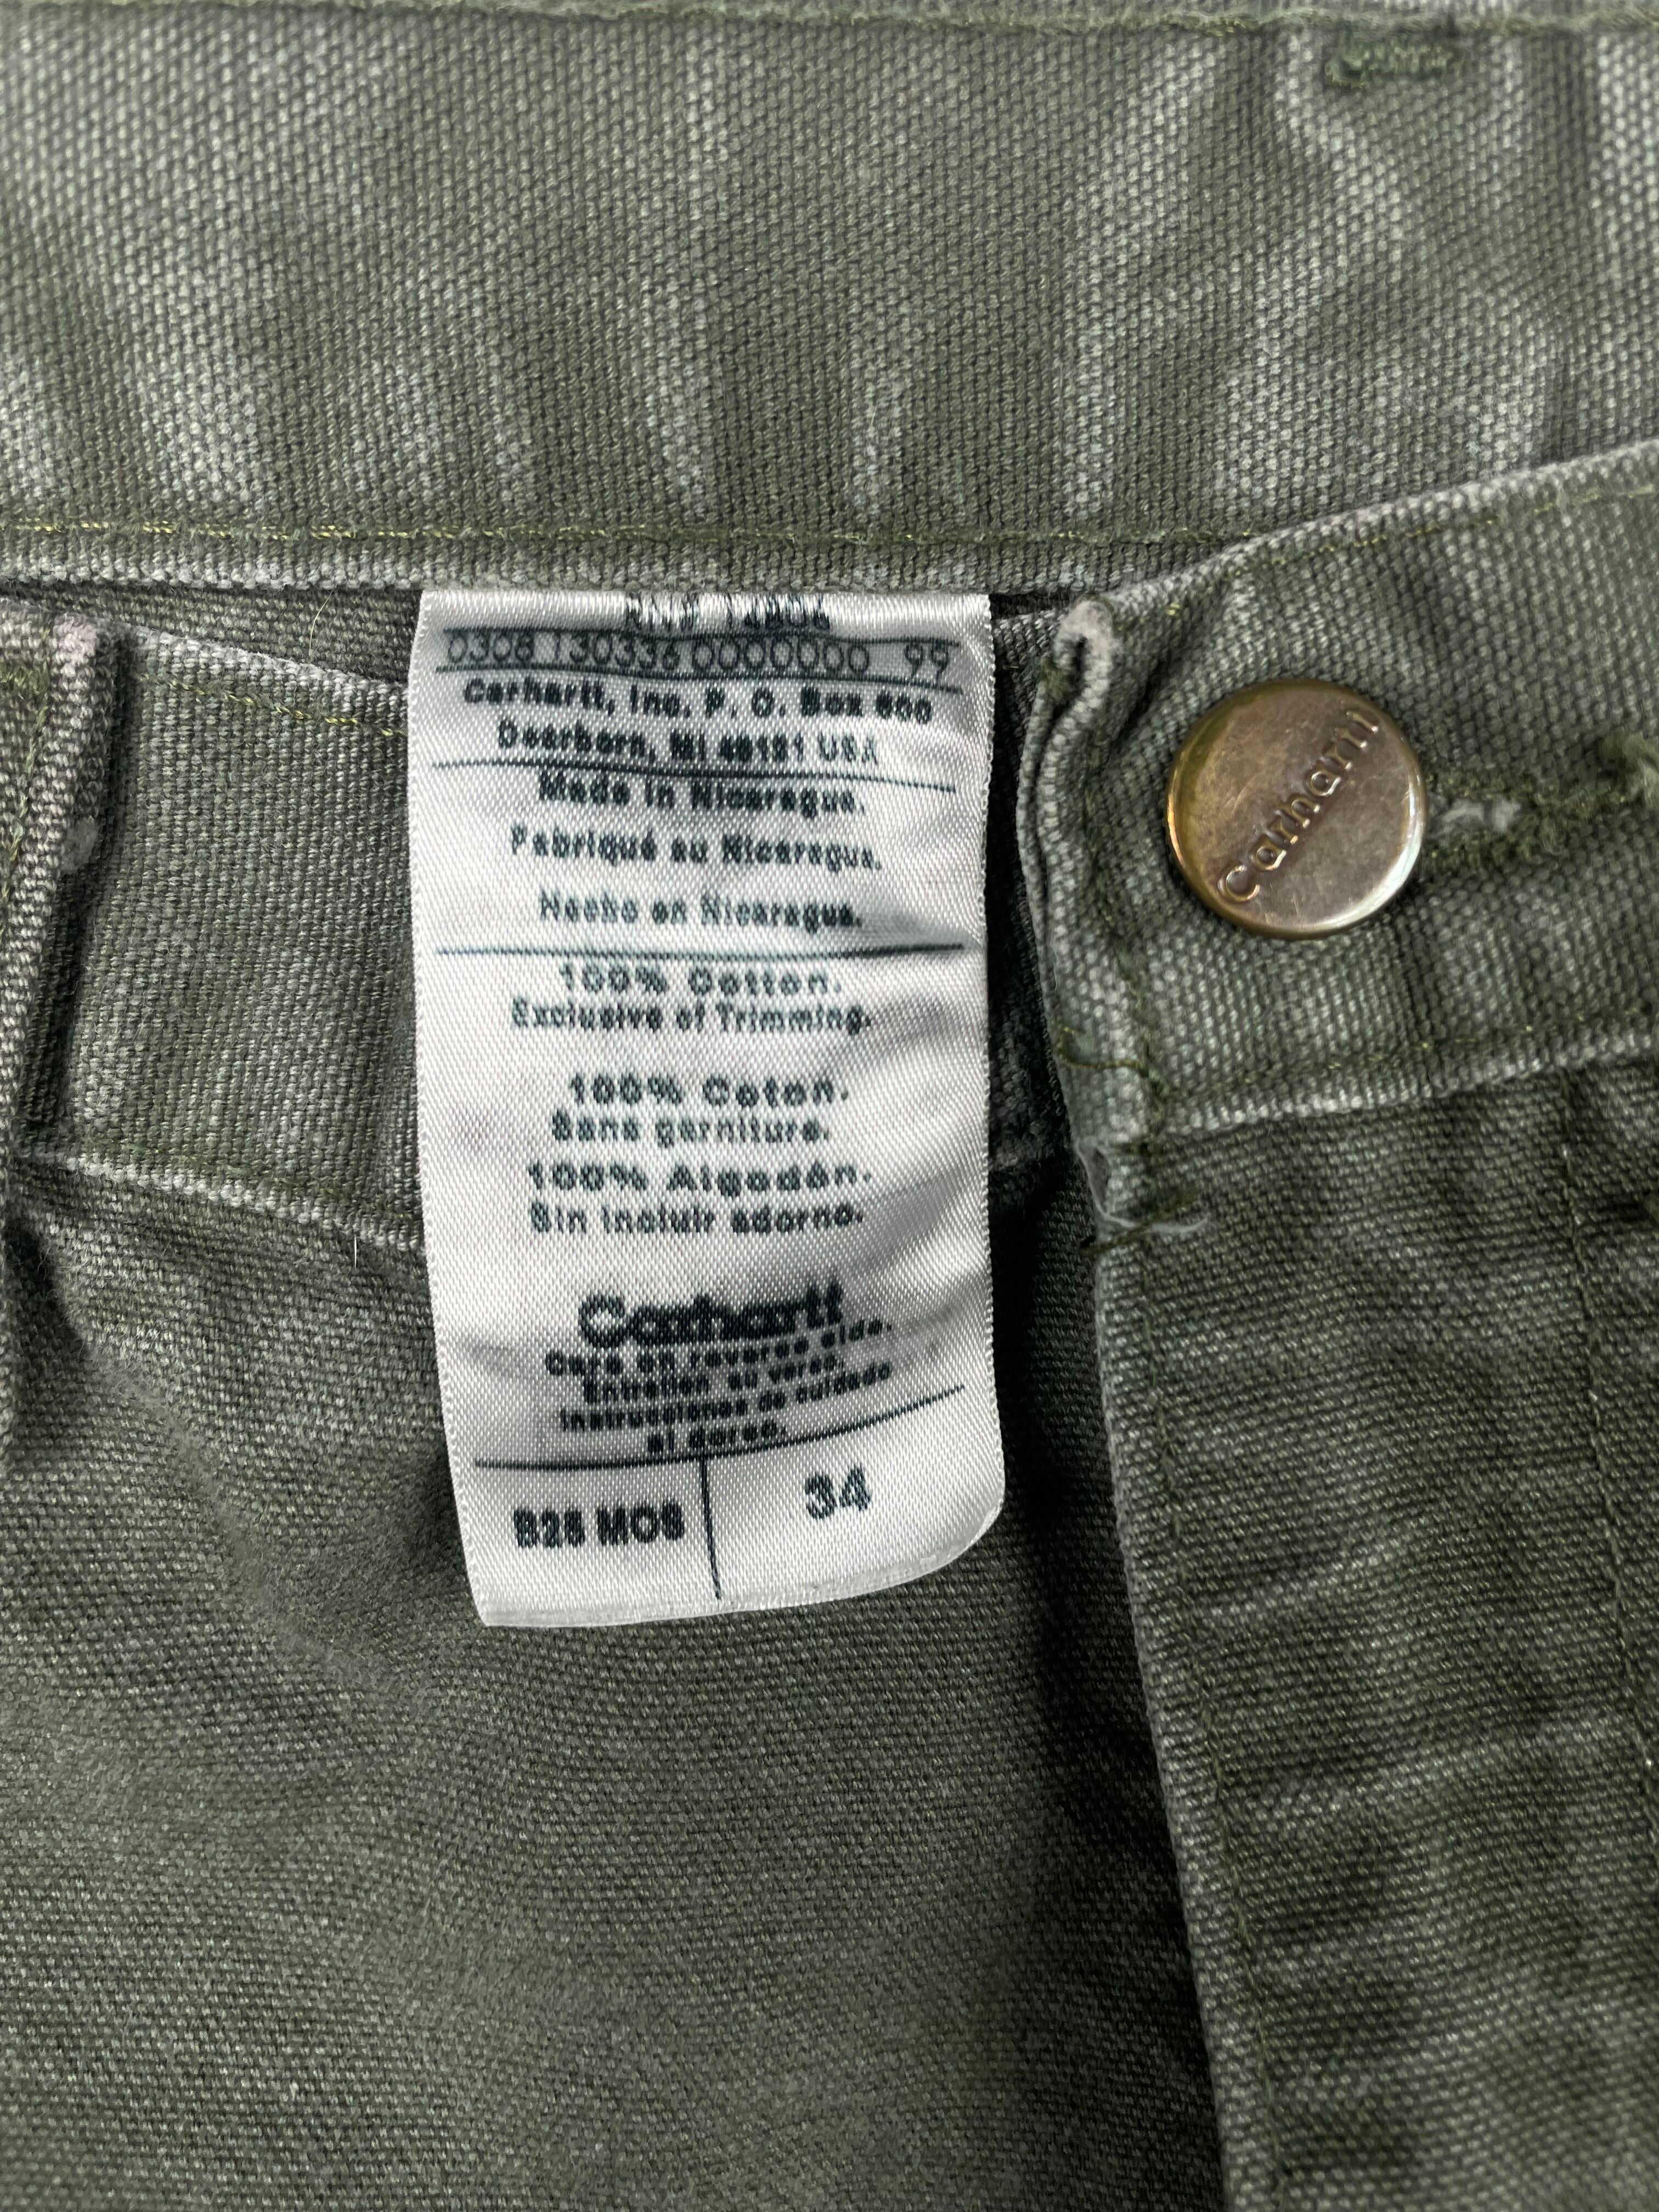 0308 130336 0000000 99
Carhartt, Inc. P. O. Box 600
Dearborn, MI 48121 USA
Made in Nicaragua.
Fabriqué au Nicaragua.
Hecho en Nicaragua.
100% Cotton.
Exclusive of Trimming.
100% Coton.
Sans garniture.
100% Algodón.
Sin incluir adorno.
Carhartt
Care on reverse side.
Entretien au verso.
Instrucciones de cuidado
al dorso.
34
Carhartt